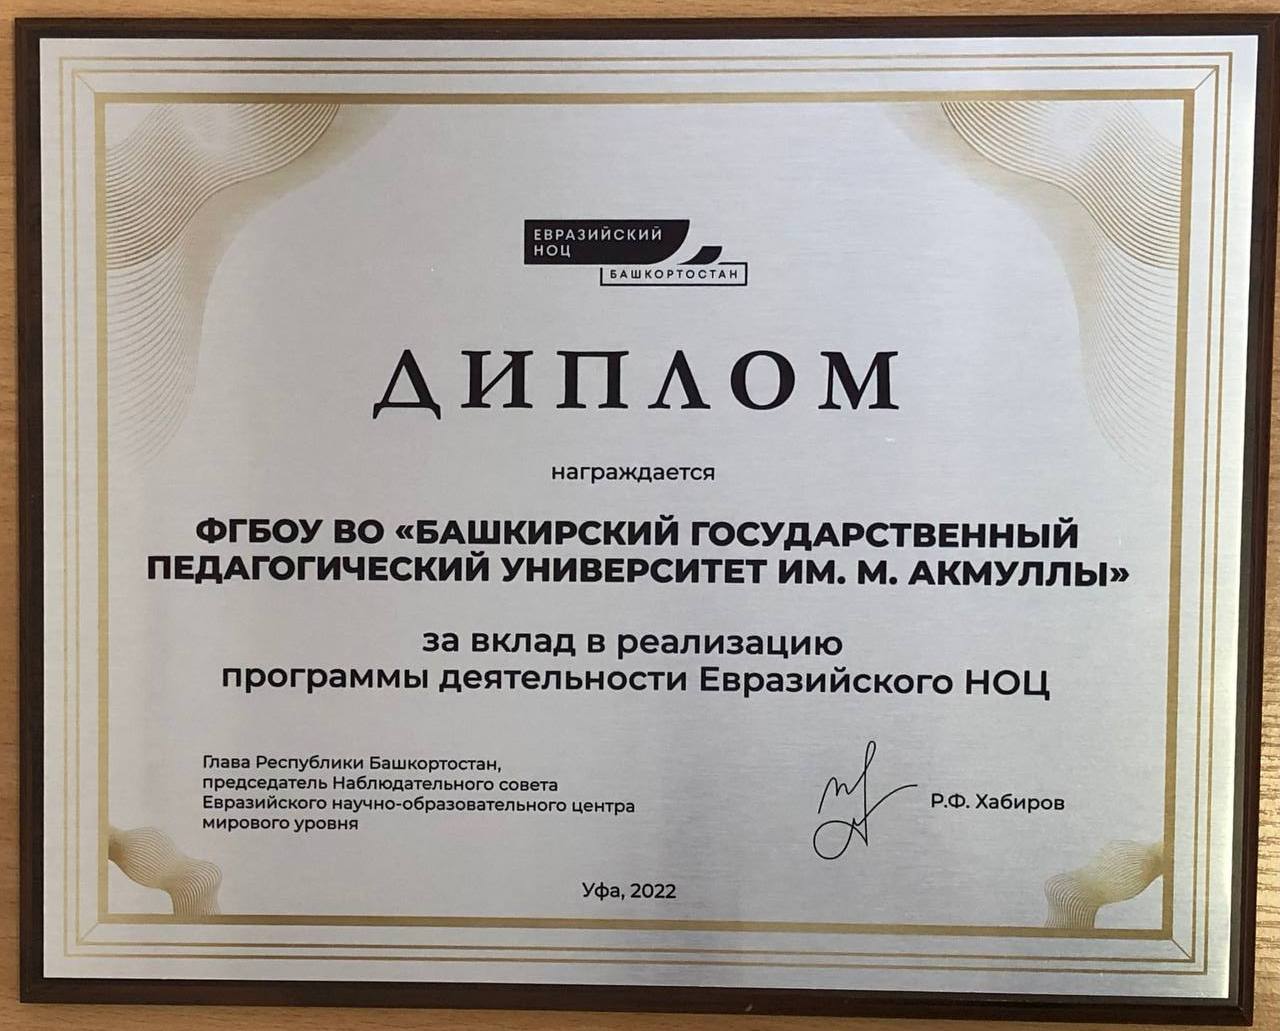 ЕВРАЗИЙСКИЙ
НОЦ
БАШКОРТОСТАН
ДИПЛОМ
награждается
ФГБОУ ВО «БАШКИРСКИЙ ГОСУДАРСТВЕННЫЙ
ПЕДАГОГИЧЕСКИЙ УНИВЕРСИТЕТ ИМ. М. АКМУЛЛЫ»
за вклад в реализацию
программы деятельности Евразийского НОЦ
Глава Республики Башкортостан,
председатель Наблюдательного совета
Евразийского научно-образовательного центра
мирового уровня
Р.Ф. Хабиров
Уфа, 2022